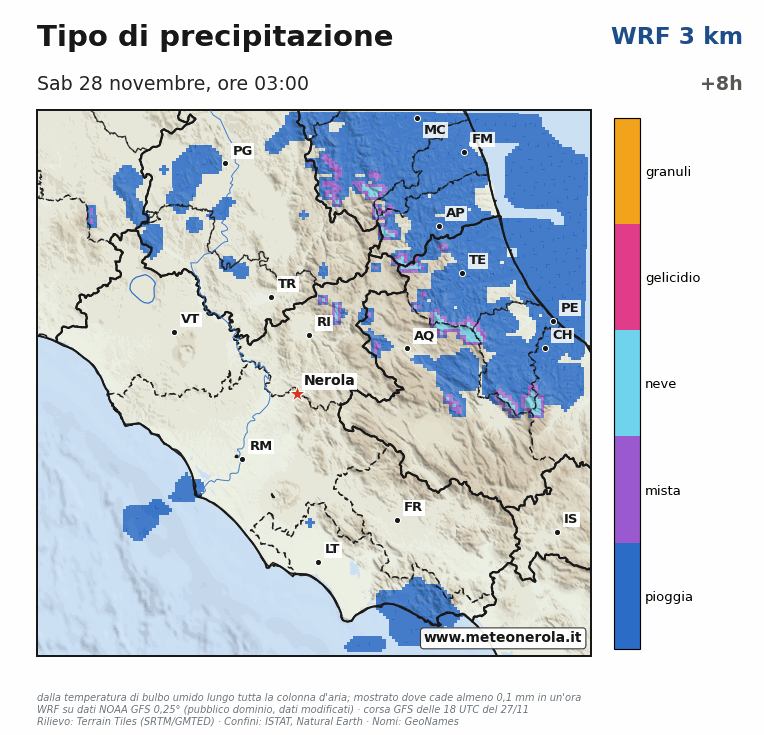 Tipo di precipitazione
WRF 3 km
Sab 28 novembre, ore 03:00
+8h
MC
FM
PG
AP
TE
TR
PE
VT
RI
AQ
CH
Nerola
RM
FR
IS
LT
www.meteonerola.it
granuli
gelicidio
neve
mista
pioggia
dalla temperatura di bulbo umido lungo tutta la colonna d'aria; mostrato dove cade almeno 0,1 mm in un'ora
WRF su dati NOAA GFS 0,25° (pubblico dominio, dati modificati) · corsa GFS delle 18 UTC del 27/11
Rilievo: Terrain Tiles (SRTM/GMTED) · Confini: ISTAT, Natural Earth · Nomi: GeoNames